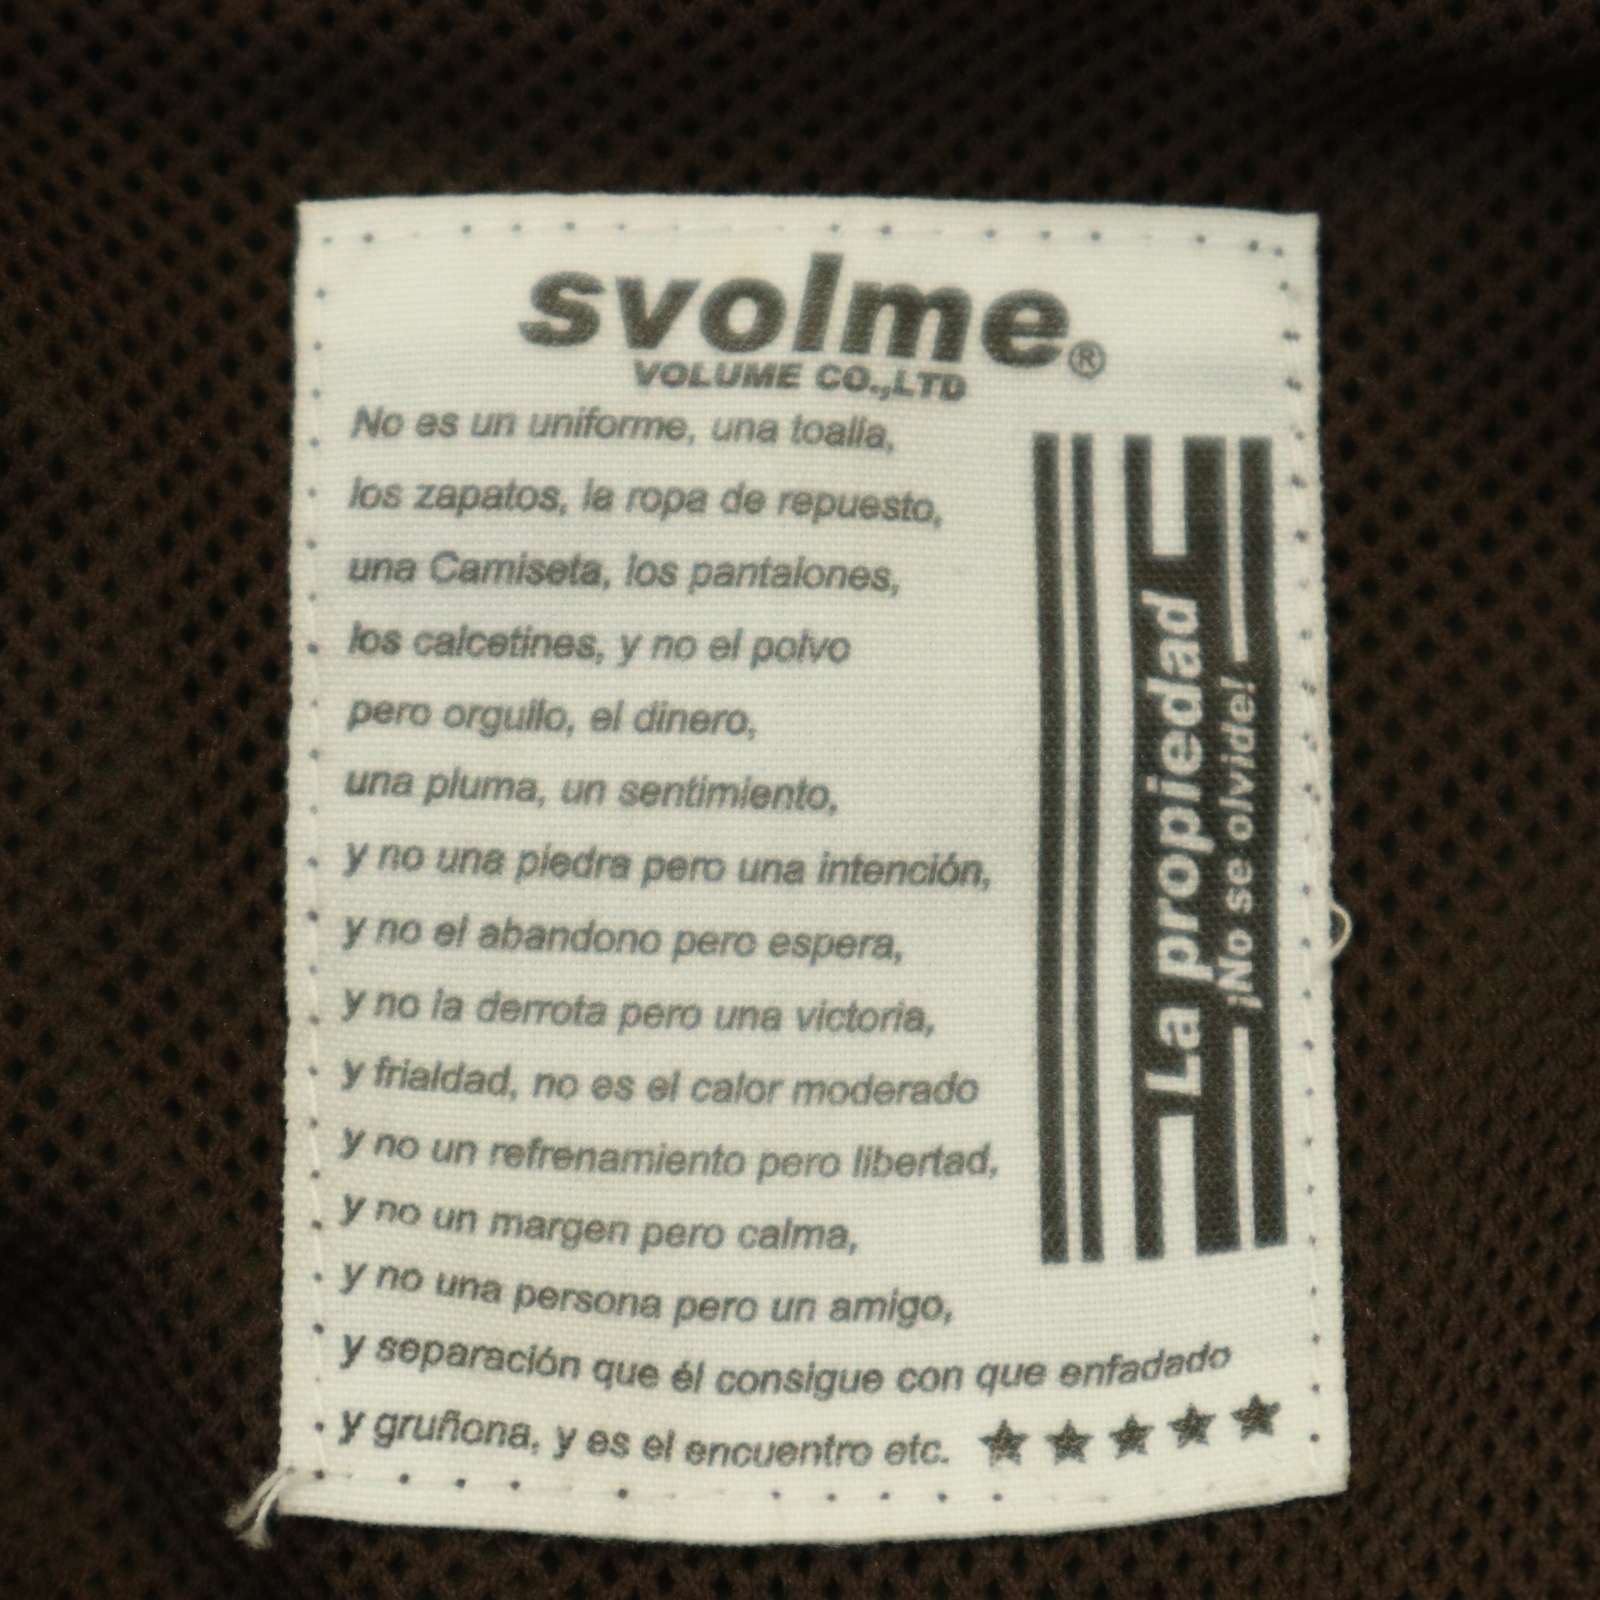 svolme®
VOLUME CO.,LTD
No es un uniforme, una toalla,
los zapatos, la ropa de repuesto,
una Camiseta, los pantalones,
los calcetines, y no el polvo
pero orgullo, el dinero,
una pluma, un sentimiento,
y no una piedra pero una intención,
y no el abandono pero espera,
y no la derrota pero una victoria,
y frialdad, no es el calor moderado
y no un refrenamiento pero libertad,
y no un margen pero calma,
y no una persona pero un amigo,
y separación que él consigue con que enfadado
y gruñona, y es el encuentro etc. ★★★★★
La propiedad
¡No se olvide!